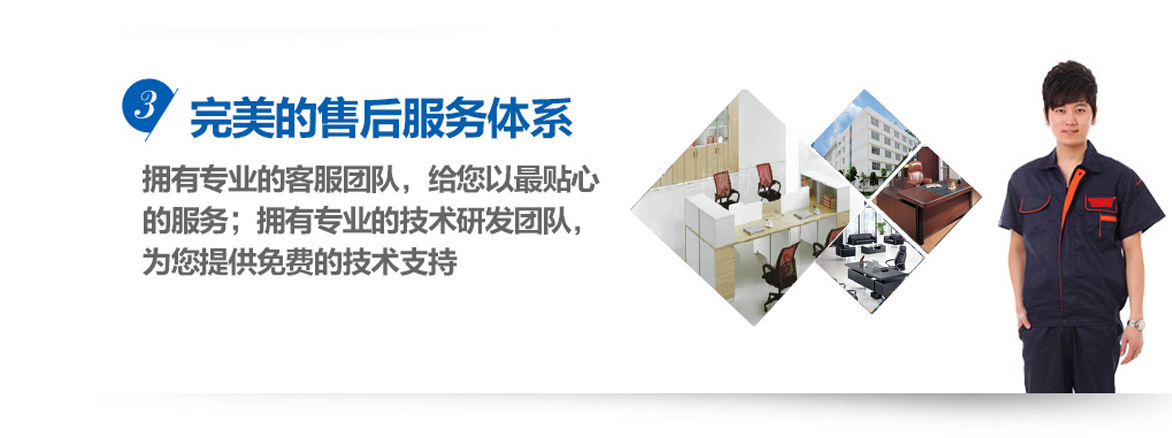 3
完美的售后服务体系
拥有专业的客服团队，给您以最贴心
的服务；拥有专业的技术研发团队，
为您提供免费的技术支持